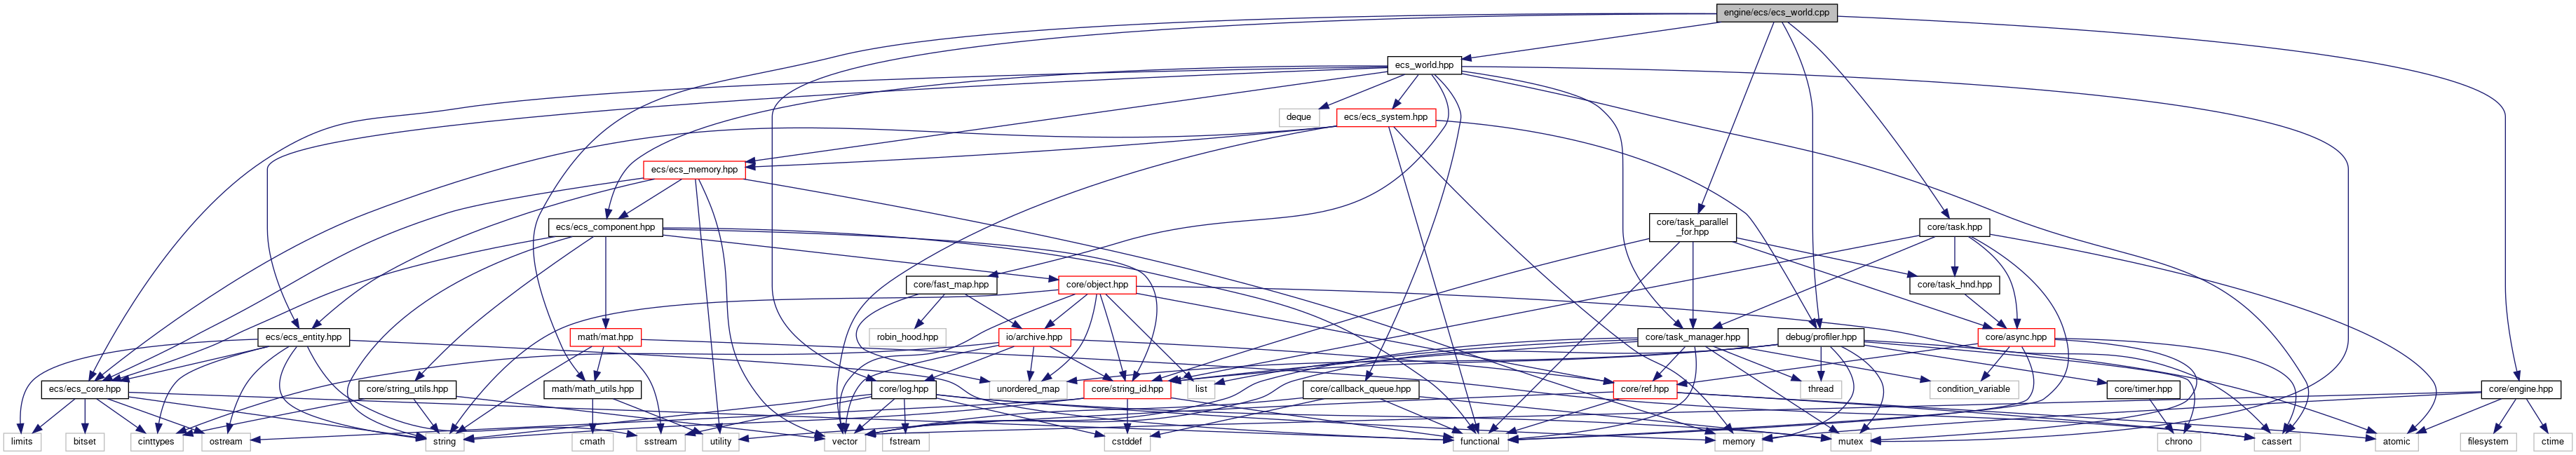 engine/ecs/ecs_world.cpp
ecs_world.hpp
deque
ecs/ecs_system.hpp
ecs/ecs_memory.hpp
ecs/ecs_component.hpp
core/task_parallel
_for.hpp
core/task.hpp
core/fast_map.hpp
core/object.hpp
core/task_hnd.hpp
ecs/ecs_entity.hpp
math/mat.hpp
robin_hood.hpp
io/archive.hpp
core/task_manager.hpp
debug/profiler.hpp
core/async.hpp
ecs/ecs_core.hpp
core/string_utils.hpp
math/math_utils.hpp
core/log.hpp
unordered_map
core/string_id.hpp
list
core/callback_queue.hpp
core/ref.hpp
thread
condition_variable
core/timer.hpp
core/engine.hpp
limits
bitset
cinttypes
ostream
string
cmath
sstream
utility
vector
fstream
cstddef
functional
memory
mutex
chrono
cassert
atomic
filesystem
ctime